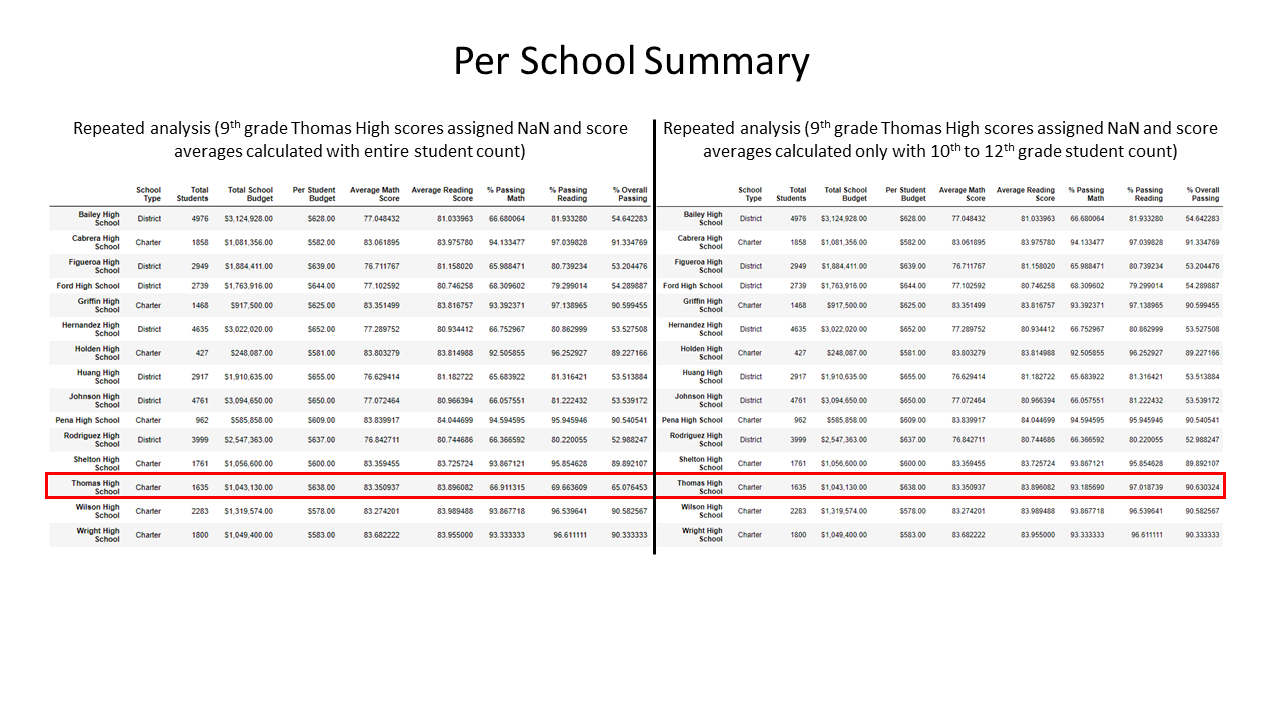 Per School Summary
Repeated analysis (9th grade Thomas High scores assigned NaN and score
averages calculated with entire student count)
School Type Total Students Total School Budget Per Student Budget Average Math Score Average Reading Score % Passing Math % Passing Reading % Overall Passing
Bailey High School District 4976 $3,124,928.00 $628.00 77.048432 81.033963 66.680064 81.933280 54.642283
Cabrera High School Charter 1858 $1,081,356.00 $582.00 83.061895 83.975780 94.133477 97.039828 91.334769
Figueroa High School District 2949 $1,884,411.00 $639.00 76.711767 81.158020 65.988471 80.739234 53.204476
Ford High School District 2739 $1,763,916.00 $644.00 77.102592 80.746258 68.309602 79.299014 54.289887
Griffin High School Charter 1468 $917,500.00 $625.00 83.351499 83.816757 93.392371 97.138965 90.599455
Hernandez High School District 4635 $3,022,020.00 $652.00 77.289752 80.934412 66.752967 80.862999 53.527508
Holden High School Charter 427 $248,087.00 $581.00 83.803279 83.814988 92.505855 96.252927 89.227166
Huang High School District 2917 $1,910,635.00 $655.00 76.629414 81.182722 65.683922 81.316421 53.513884
Johnson High School District 4761 $3,094,650.00 $650.00 77.072464 80.966394 66.057551 81.222432 53.539172
Pena High School Charter 962 $585,858.00 $609.00 83.839917 84.044699 94.594595 95.945946 90.540541
Rodriguez High School District 3999 $2,547,363.00 $637.00 76.842711 80.744686 66.366592 80.220055 52.988247
Shelton High School Charter 1761 $1,056,600.00 $600.00 83.359455 83.725724 93.867121 95.854628 89.892107
Thomas High School Charter 1635 $1,043,130.00 $638.00 83.350937 83.896082 66.911315 69.663609 65.076453
Wilson High School Charter 2283 $1,319,574.00 $578.00 83.274201 83.989488 93.867718 96.539641 90.582567
Wright High School Charter 1800 $1,049,400.00 $583.00 83.682222 83.955000 93.333333 96.611111 90.333333
Repeated analysis (9th grade Thomas High scores assigned NaN and score
averages calculated only with 10th to 12th grade student count)
School Type Total Students Total School Budget Per Student Budget Average Math Score Average Reading Score % Passing Math % Passing Reading % Overall Passing
Bailey High School District 4976 $3,124,928.00 $628.00 77.048432 81.033963 66.680064 81.933280 54.642283
Cabrera High School Charter 1858 $1,081,356.00 $582.00 83.061895 83.975780 94.133477 97.039828 91.334769
Figueroa High School District 2949 $1,884,411.00 $639.00 76.711767 81.158020 65.988471 80.739234 53.204476
Ford High School District 2739 $1,763,916.00 $644.00 77.102592 80.746258 68.309602 79.299014 54.289887
Griffin High School Charter 1468 $917,500.00 $625.00 83.351499 83.816757 93.392371 97.138965 90.599455
Hernandez High School District 4635 $3,022,020.00 $652.00 77.289752 80.934412 66.752967 80.862999 53.527508
Holden High School Charter 427 $248,087.00 $581.00 83.803279 83.814988 92.505855 96.252927 89.227166
Huang High School District 2917 $1,910,635.00 $655.00 76.629414 81.182722 65.683922 81.316421 53.513884
Johnson High School District 4761 $3,094,650.00 $650.00 77.072464 80.966394 66.057551 81.222432 53.539172
Pena High School Charter 962 $585,858.00 $609.00 83.839917 84.044699 94.594595 95.945946 90.540541
Rodriguez High School District 3999 $2,547,363.00 $637.00 76.842711 80.744686 66.366592 80.220055 52.988247
Shelton High School Charter 1761 $1,056,600.00 $600.00 83.359455 83.725724 93.867121 95.854628 89.892107
Thomas High School Charter 1635 $1,043,130.00 $638.00 83.350937 83.896082 93.185690 97.018739 90.630324
Wilson High School Charter 2283 $1,319,574.00 $578.00 83.274201 83.989488 93.867718 96.539641 90.582567
Wright High School Charter 1800 $1,049,400.00 $583.00 83.682222 83.955000 93.333333 96.611111 90.333333